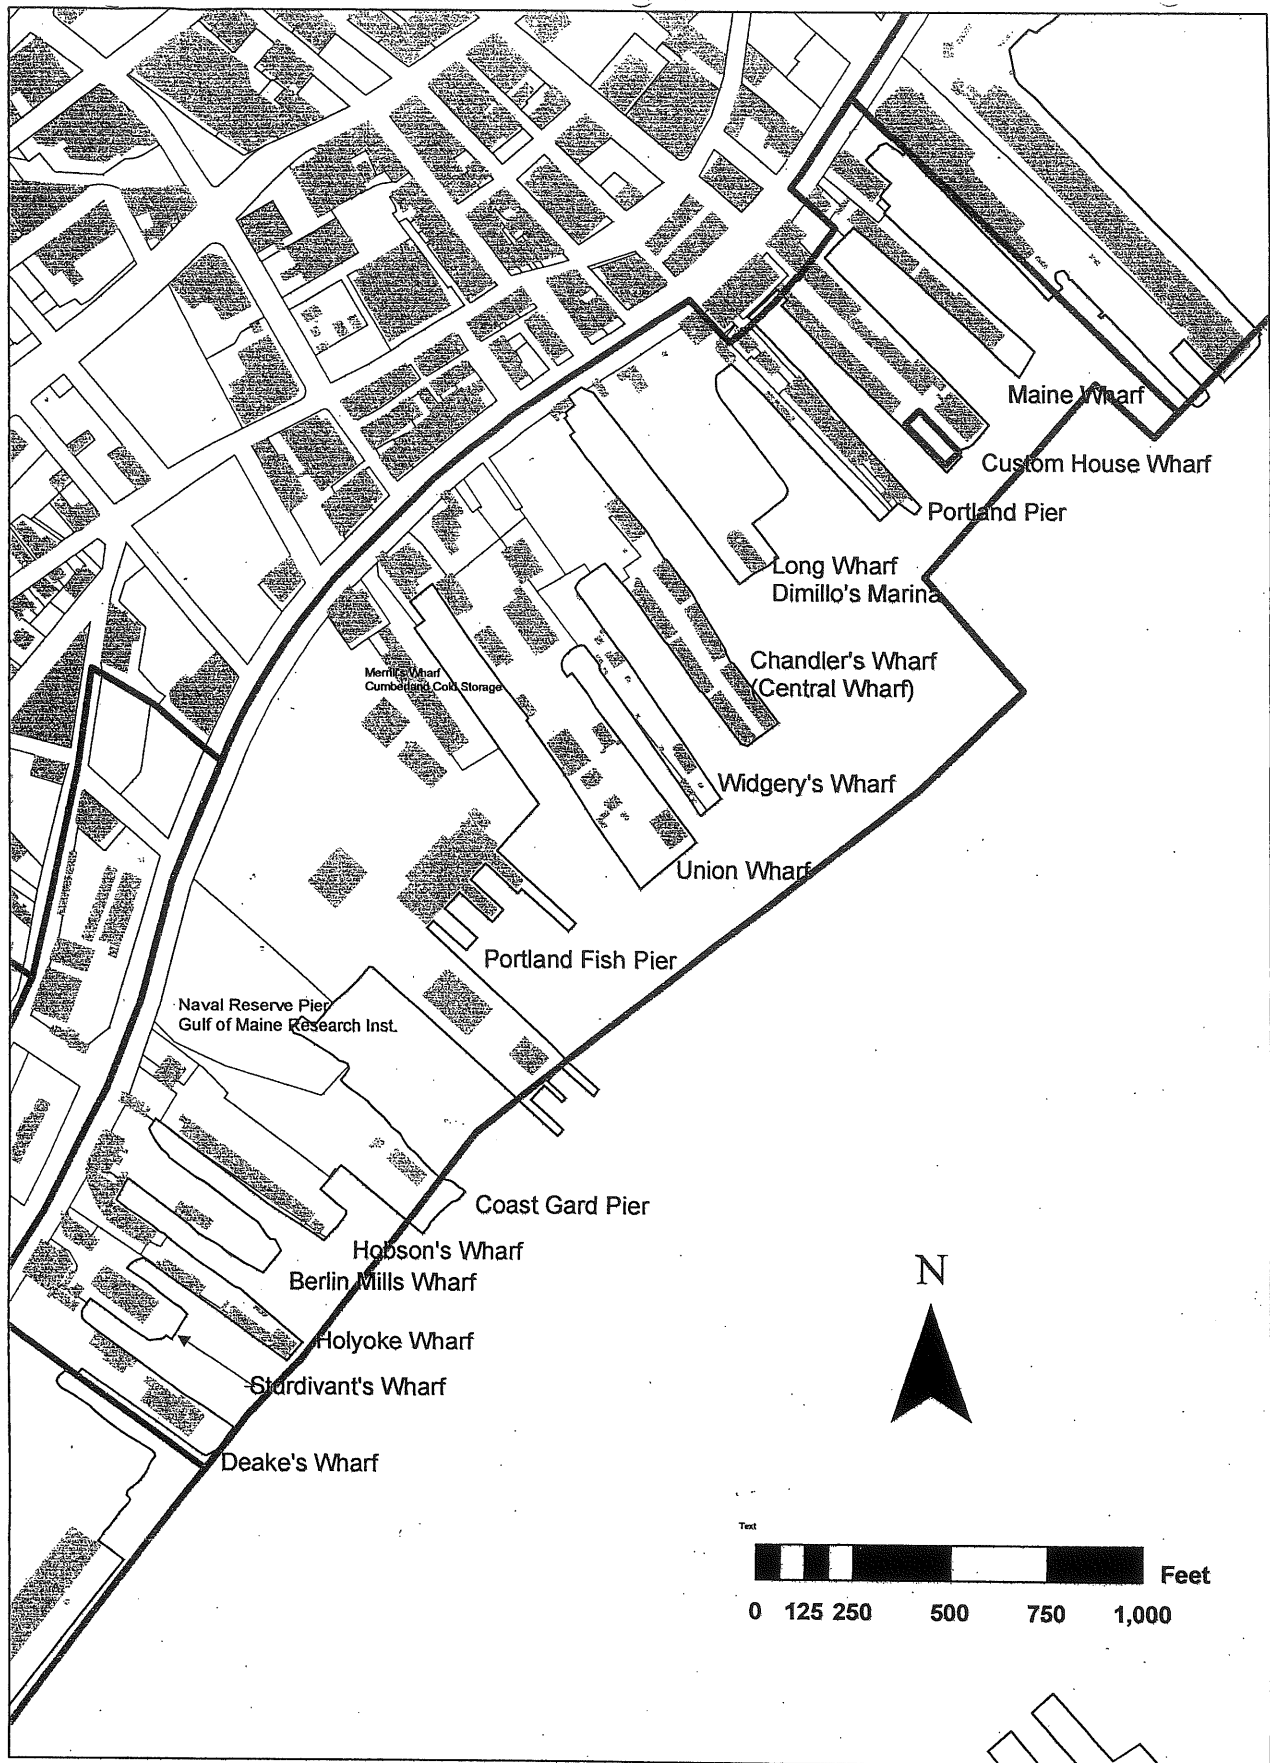 Maine Wharf
Custom House Wharf
Portland Pier
Long Wharf
Dimillo's Marina
Chandler's Wharf
(Central Wharf)
Merrill's Wharf
Cumberland Cold Storage
Widgery's Wharf
Union Wharf
Portland Fish Pier
Naval Reserve Pier
Gulf of Maine Research Inst.
Coast Gard Pier
Hobson's Wharf
Berlin Mills Wharf
Holyoke Wharf
Sturdivant's Wharf
Deake's Wharf
N
Text
Feet
0 125 250 500 750 1,000